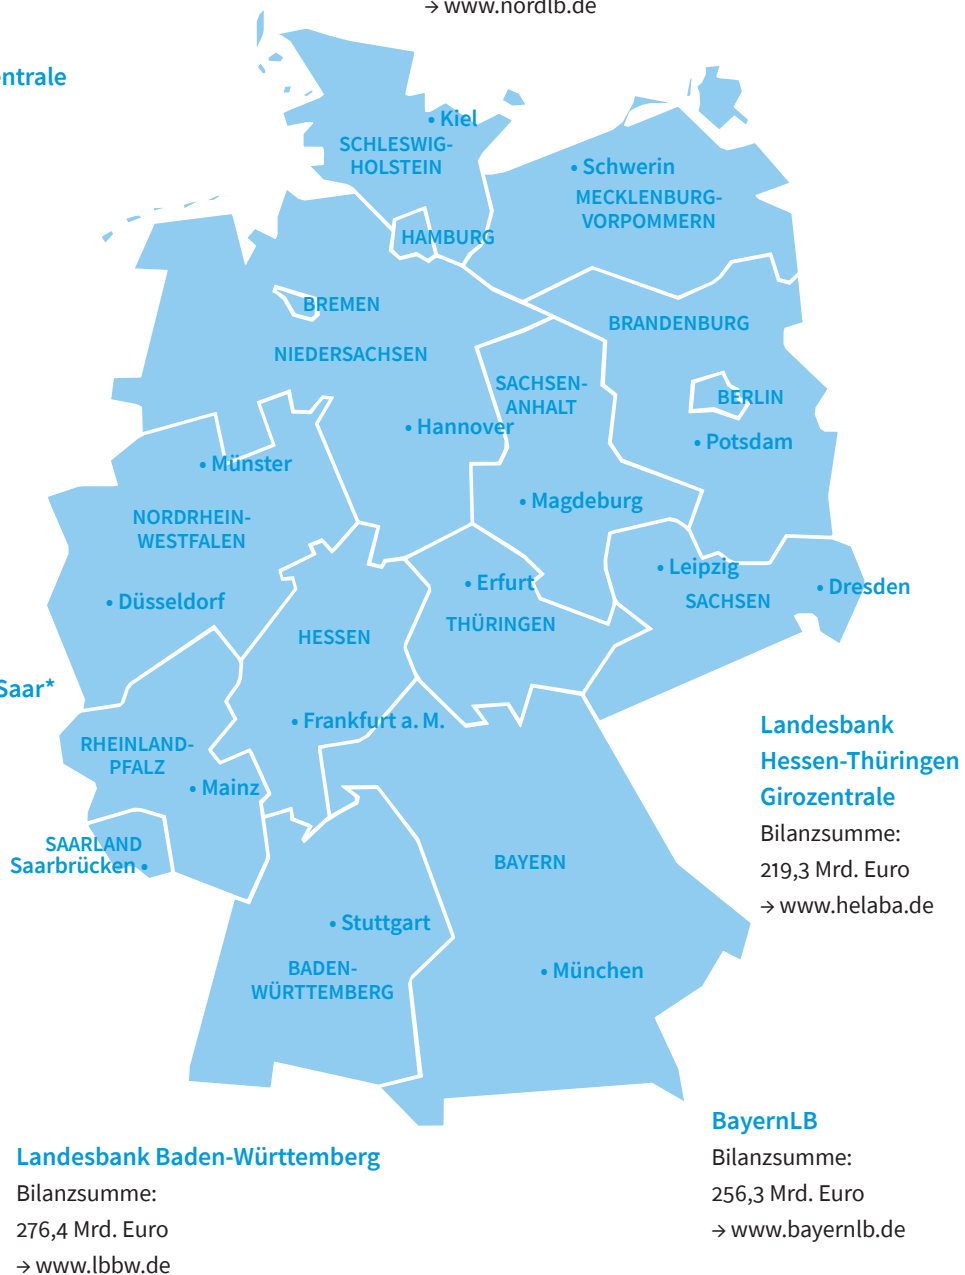 → www.nordlb.de
ntrale
• Kiel
SCHLESWIG-
HOLSTEIN
• Schwerin
MECKLENBURG-
VORPOMMERN
HAMBURG
BREMEN
BRANDENBURG
NIEDERSACHSEN
SACHSEN-
ANHALT
BERLIN
• Hannover
• Potsdam
• Münster
• Magdeburg
NORDRHEIN-
WESTFALEN
• Leipzig
• Erfurt
• Dresden
• Düsseldorf
SACHSEN
THÜRINGEN
HESSEN
Saar*
• Frankfurt a. M.
RHEINLAND-
PFALZ
• Mainz
SAARLAND
Saarbrücken •
BAYERN
• Stuttgart
BADEN-
WÜRTTEMBERG
• München
Landesbank
Hessen-Thüringen
Girozentrale
Bilanzsumme:
219,3 Mrd. Euro
→ www.helaba.de
BayernLB
Bilanzsumme:
256,3 Mrd. Euro
→ www.bayernlb.de
Landesbank Baden-Württemberg
Bilanzsumme:
276,4 Mrd. Euro
→ www.lbbw.de